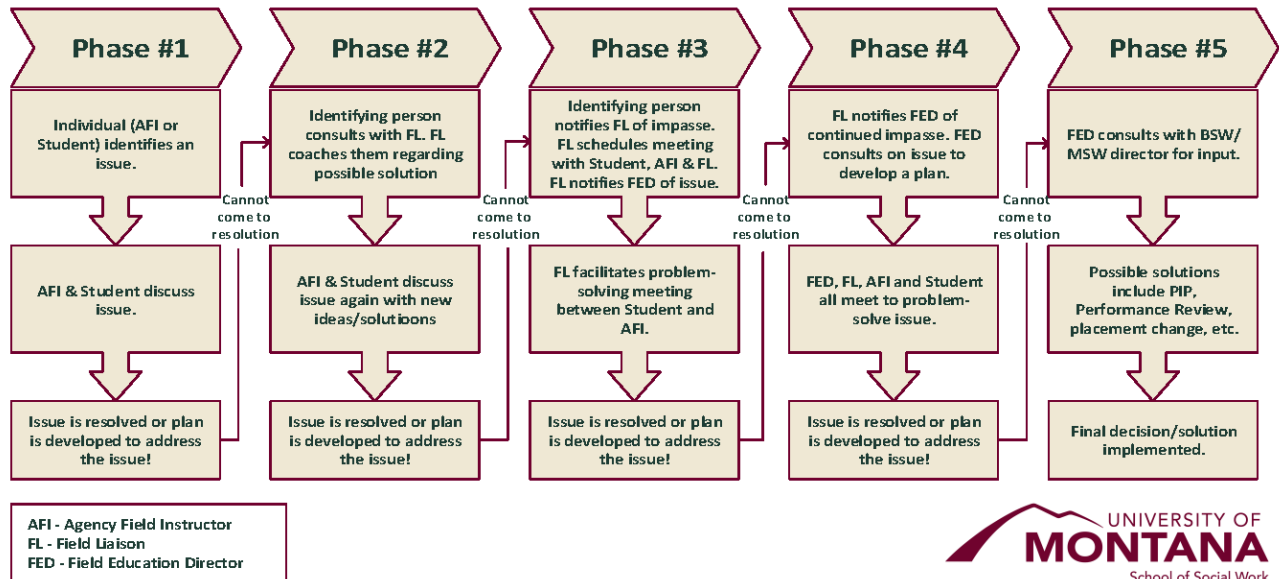 Phase #1
Phase #2
Phase #3
Phase #4
Phase #5
Individual (AFI or
Student) identifies an
issue.
AFI & Student discuss
issue.
Issue is resolved or plan
is developed to address
the issue!
Cannot
come to
resolution
Identifying person
consults with FL. FL
coaches them regarding
possible solution
AFI & Student discuss
issue again with new
ideas/solutioons
Issue is resolved or plan
is developed to address
the issue!
Cannot
come to
resolution
Identifying person
notifies FL of impasse.
FL schedules meeting
with Student, AFI & FL.
FL notifies FED of issue.
FL facilitates problem-
solving meeting
between Student and
AFI.
Issue is resolved or plan
is developed to address
the issue!
Cannot
come to
resolution
FL notifies FED of
continued impasse. FED
consults on issue to
develop a plan.
FED, FL, AFI and Student
all meet to problem-
solve issue.
Issue is resolved or plan
is developed to address
the issue!
Cannot
come to
resolution
FED consults with BSW/
MSW director for input.
Possible solutions
include PIP,
Performance Review,
placement change, etc.
Final decision/solution
implemented.
AFI - Agency Field Instructor
FL - Field Liaison
FED - Field Education Director
UNIVERSITY OF
MONTANA
School of Social Work